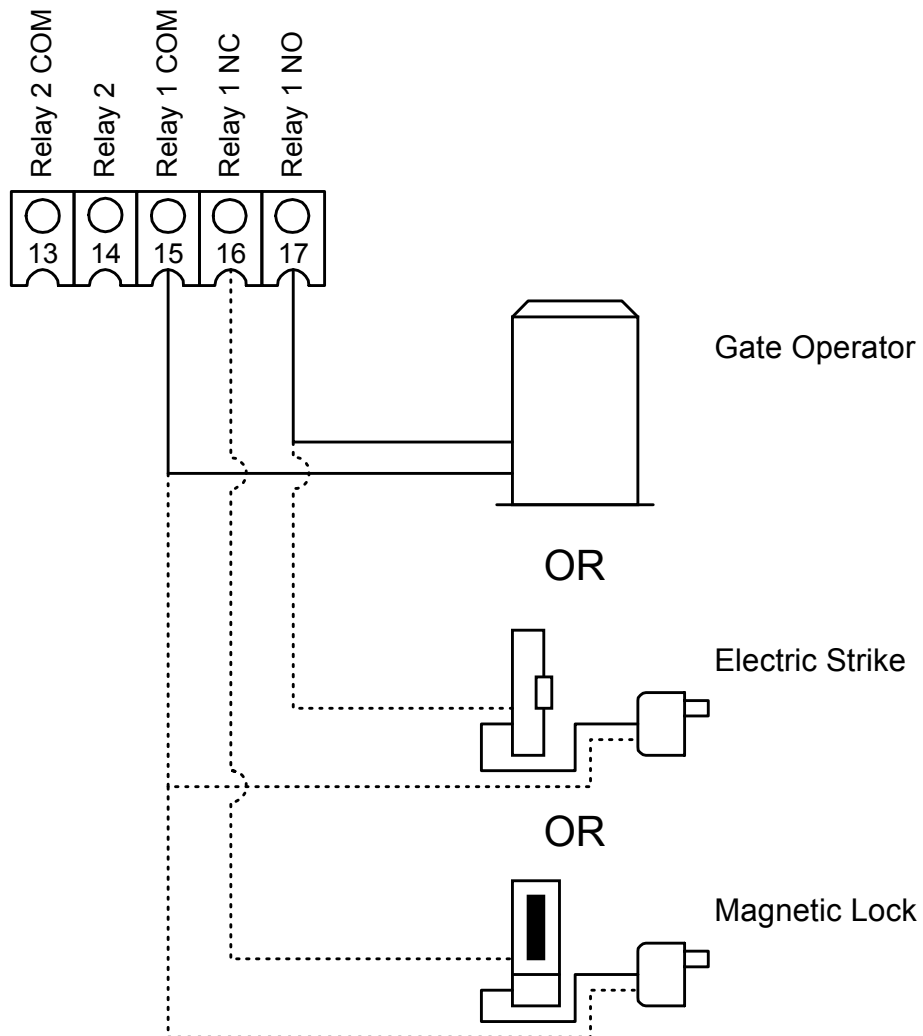 Relay 2 COM
Relay 2
Relay 1 COM
Relay 1 NC
Relay 1 NO
13 14 15 16 17
Gate Operator
OR
Electric Strike
OR
Magnetic Lock